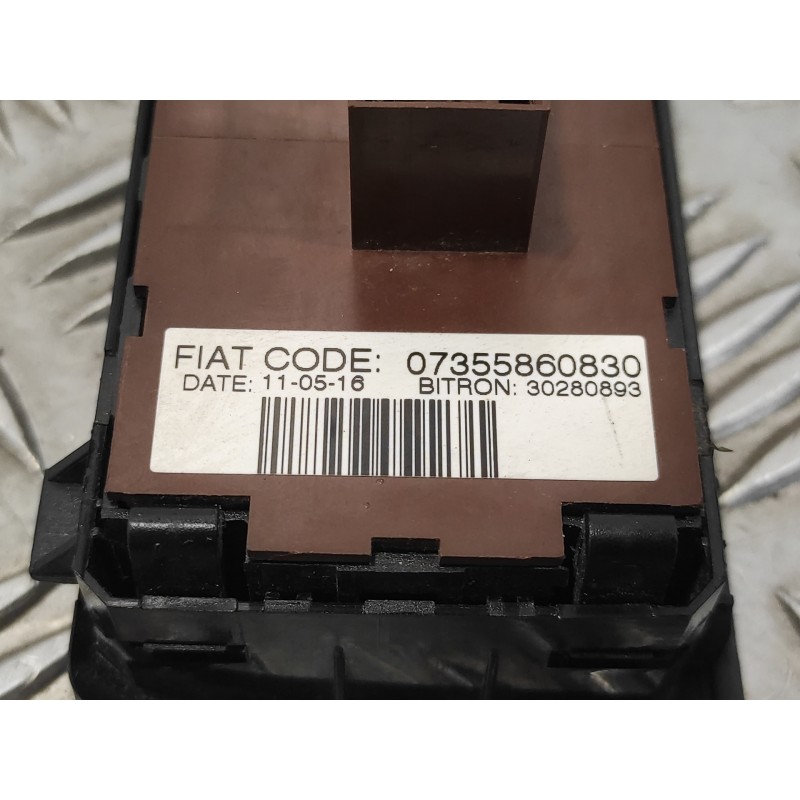 FIAT CODE: 07355860830
DATE: 11-05-16 BITRON: 30280893